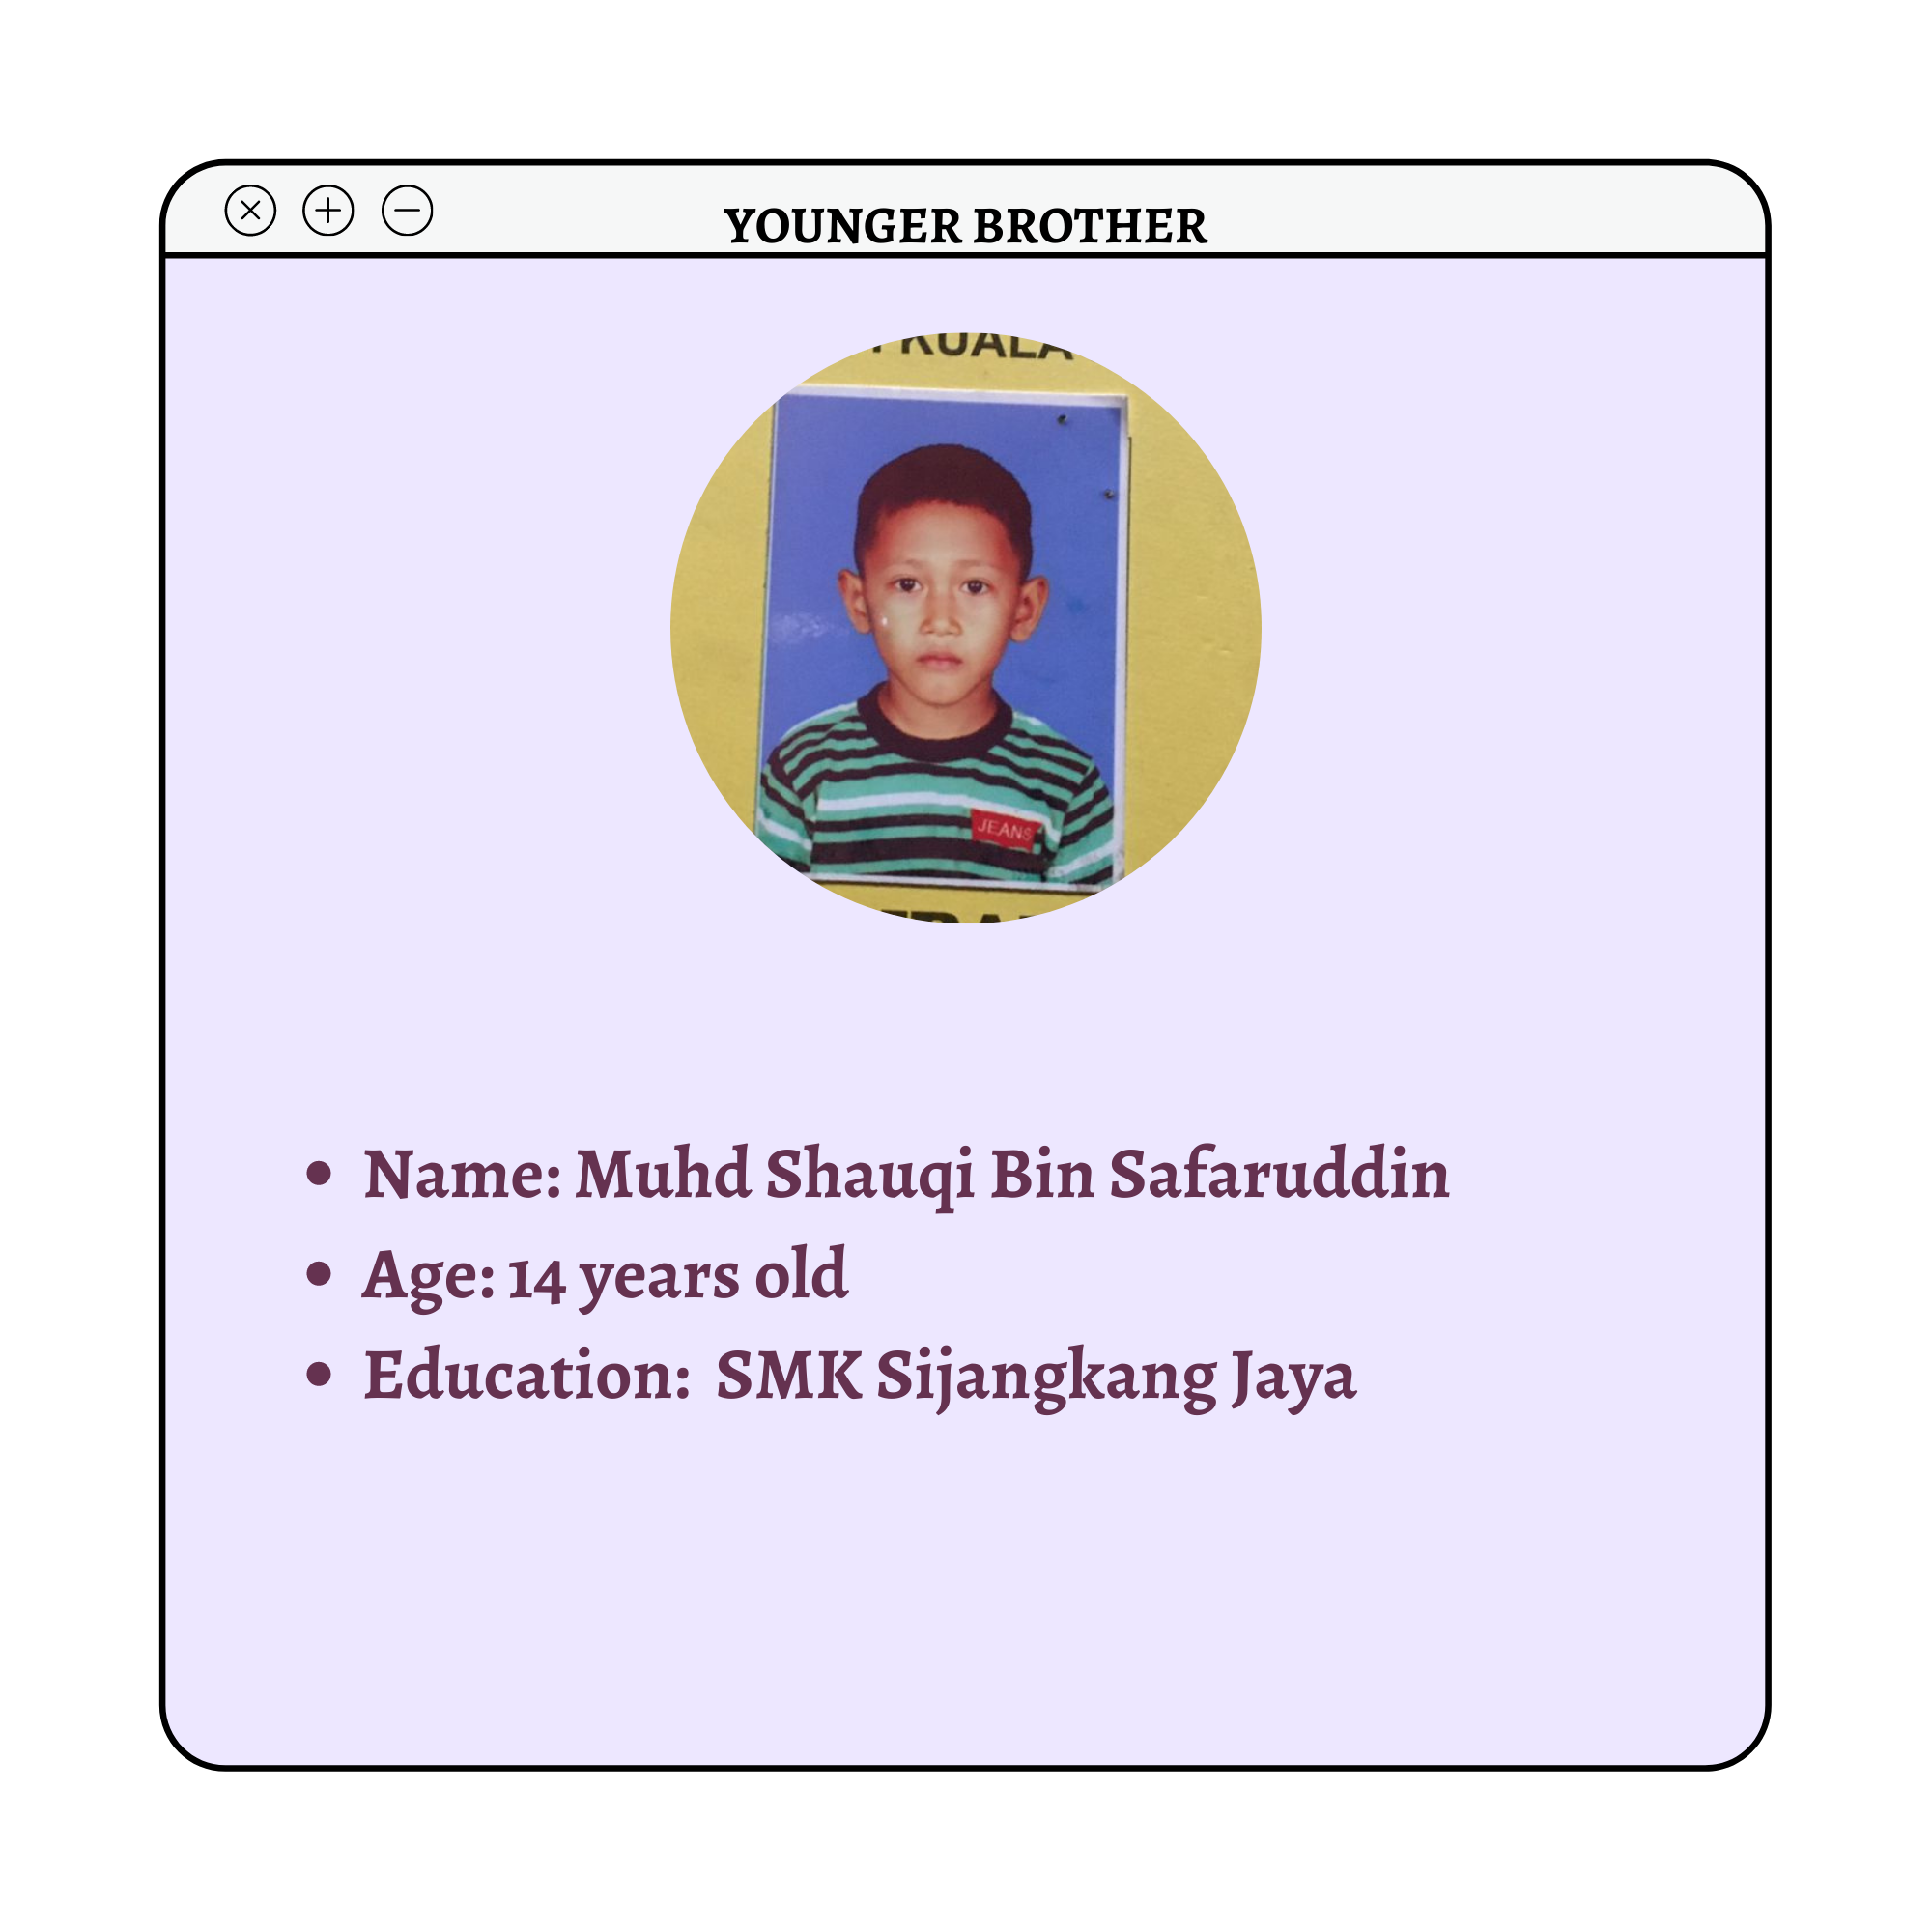 YOUNGER BROTHER
KUALA
JEANS
Name: Muhd Shauqi Bin Safaruddin
Age: 14 years old
Education: SMK Sijangkang Jaya